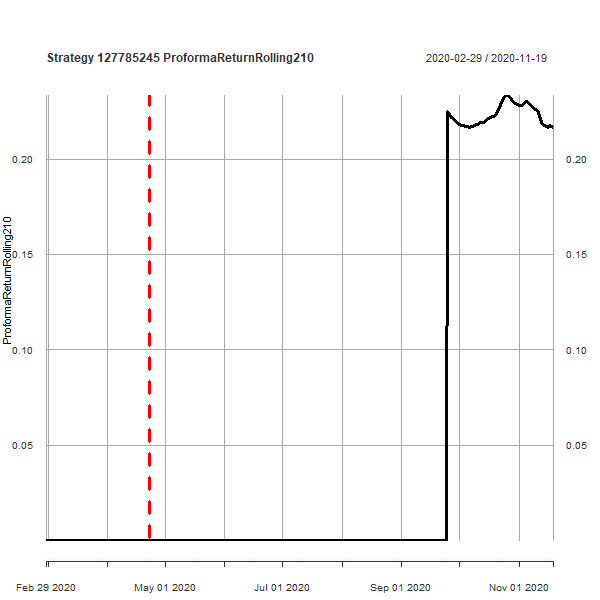 Strategy 127785245 ProformaReturnRolling210
2020-02-29 / 2020-11-19
ProformaReturnRolling210
0.20
0.15
0.10
0.05
0.20
0.15
0.10
0.05
Feb 29 2020
May 01 2020
Jul 01 2020
Sep 01 2020
Nov 01 2020